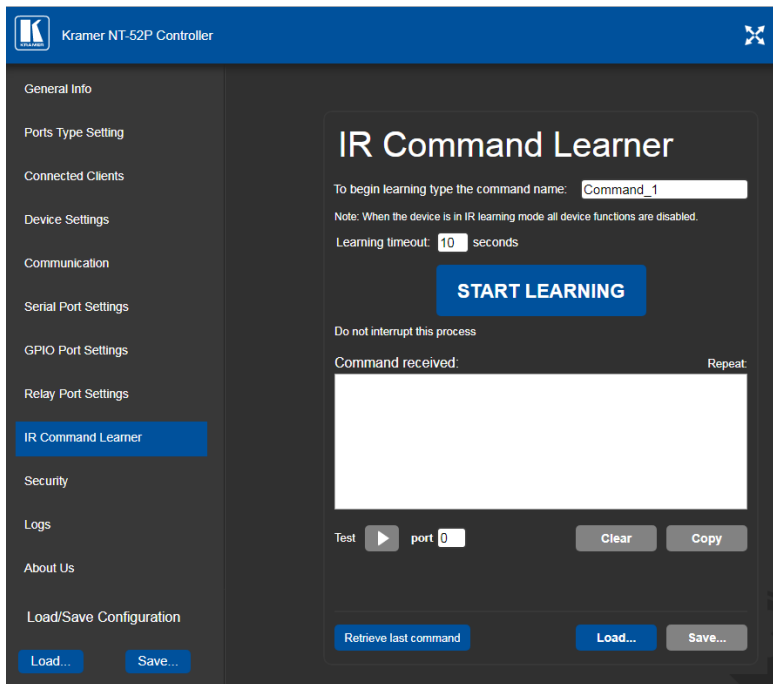 KRAMER
Kramer NT-52P Controller
General Info
Ports Type Setting
Connected Clients
Device Settings
Communication
Serial Port Settings
GPIO Port Settings
Relay Port Settings
IR Command Learner
Security
Logs
About Us
Load/Save Configuration
Load... Save...
IR Command Learner
To begin learning type the command name: Command_1
Note: When the device is in IR learning mode all device functions are disabled.
Learning timeout: 10 seconds
START LEARNING
Do not interrupt this process
Command received: Repeat:
Test port 0 Clear Copy
Retrieve last command Load... Save...